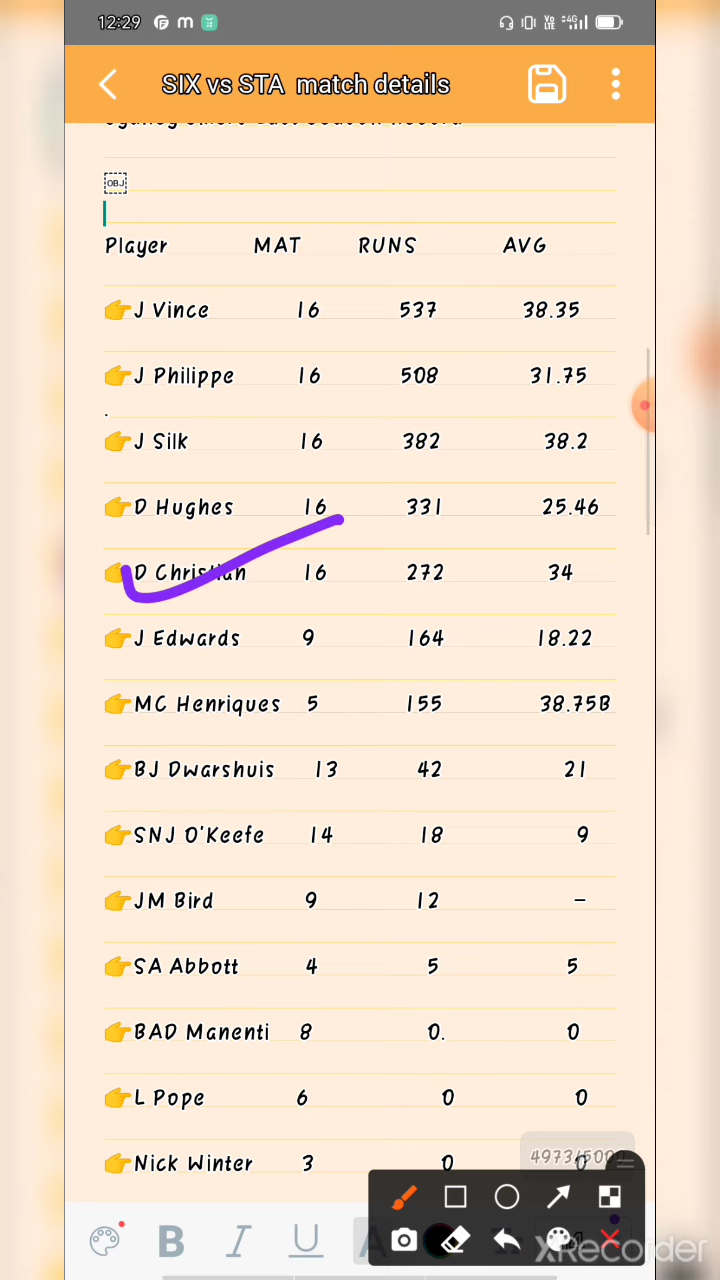 12:29
Vo LTE 4G
SIX vs STA match details
OBJ
Player MAT RUNS AVG
👉J Vince 16 537 38.35
👉J Philippe 16 508 31.75
.
👉J Silk 16 382 38.2
👉D Hughes 16 331 25.46
👉D Christian 16 272 34
👉J Edwards 9 164 18.22
👉MC Henriques 5 155 38.75B
👉BJ Dwarshuis 13 42 21
👉SNJ O'Keefe 14 18 9
👉JM Bird 9 12 -
👉SA Abbott 4 5 5
👉BAD Manenti 8 0. 0
👉L Pope 6 0 0
👉Nick Winter 3 0 0
4973/5000
B I U A
XRecorder